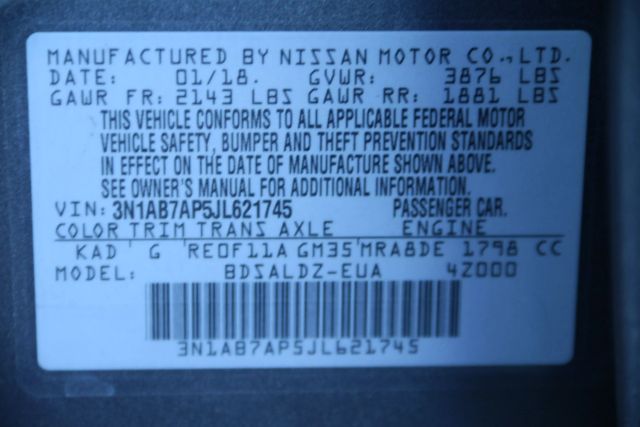 MANUFACTURED BY NISSAN MOTOR CO., LTD.
DATE: 01/18. GVWR: 3876 LBS
GAWR FR: 2143 LBS GAWR RR: 1881 LBS
THIS VEHICLE CONFORMS TO ALL APPLICABLE FEDERAL MOTOR
VEHICLE SAFETY, BUMPER AND THEFT PREVENTION STANDARDS
IN EFFECT ON THE DATE OF MANUFACTURE SHOWN ABOVE.
SEE OWNER'S MANUAL FOR ADDITIONAL INFORMATION.
VIN: 3N1AB7AP5JL621745 PASSENGER CAR.
COLOR TRIM TRANS AXLE ENGINE
KAD G RE0F11A GM35 MRA8DE 1798 CC
MODEL: BDSALDZ-EUA 4Z000
3N1AB7AP5JL621745